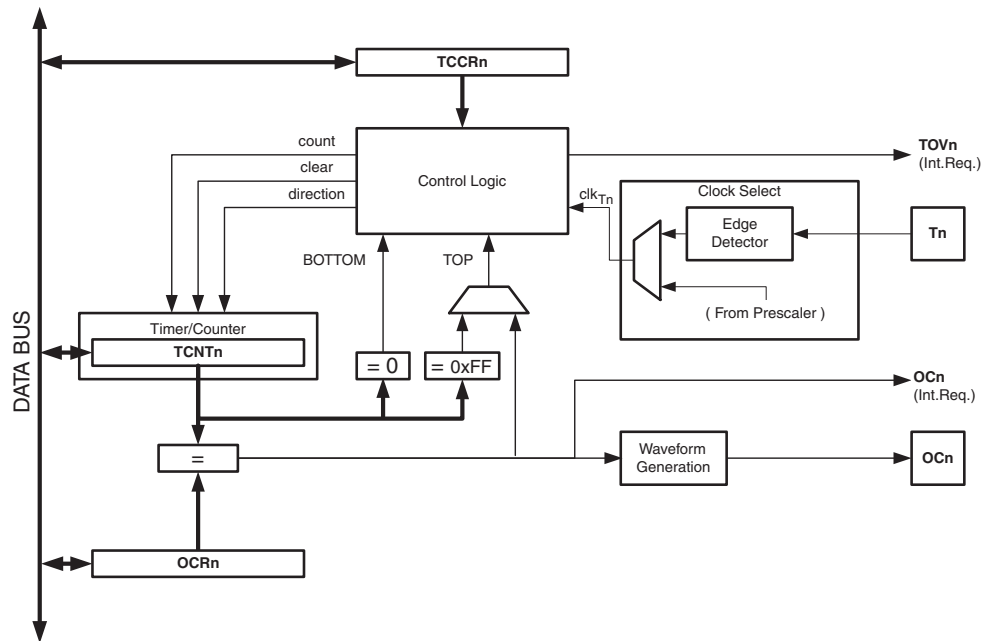 TCCRn
count
clear
direction
Control Logic
TOVn
(Int.Req.)
clkTn
Clock Select
Edge
Detector
Tn
BOTTOM
TOP
( From Prescaler )
Timer/Counter
TCNTn
= 0
= 0xFF
OCn
(Int.Req.)
=
Waveform
Generation
OCn
OCRn
DATA BUS